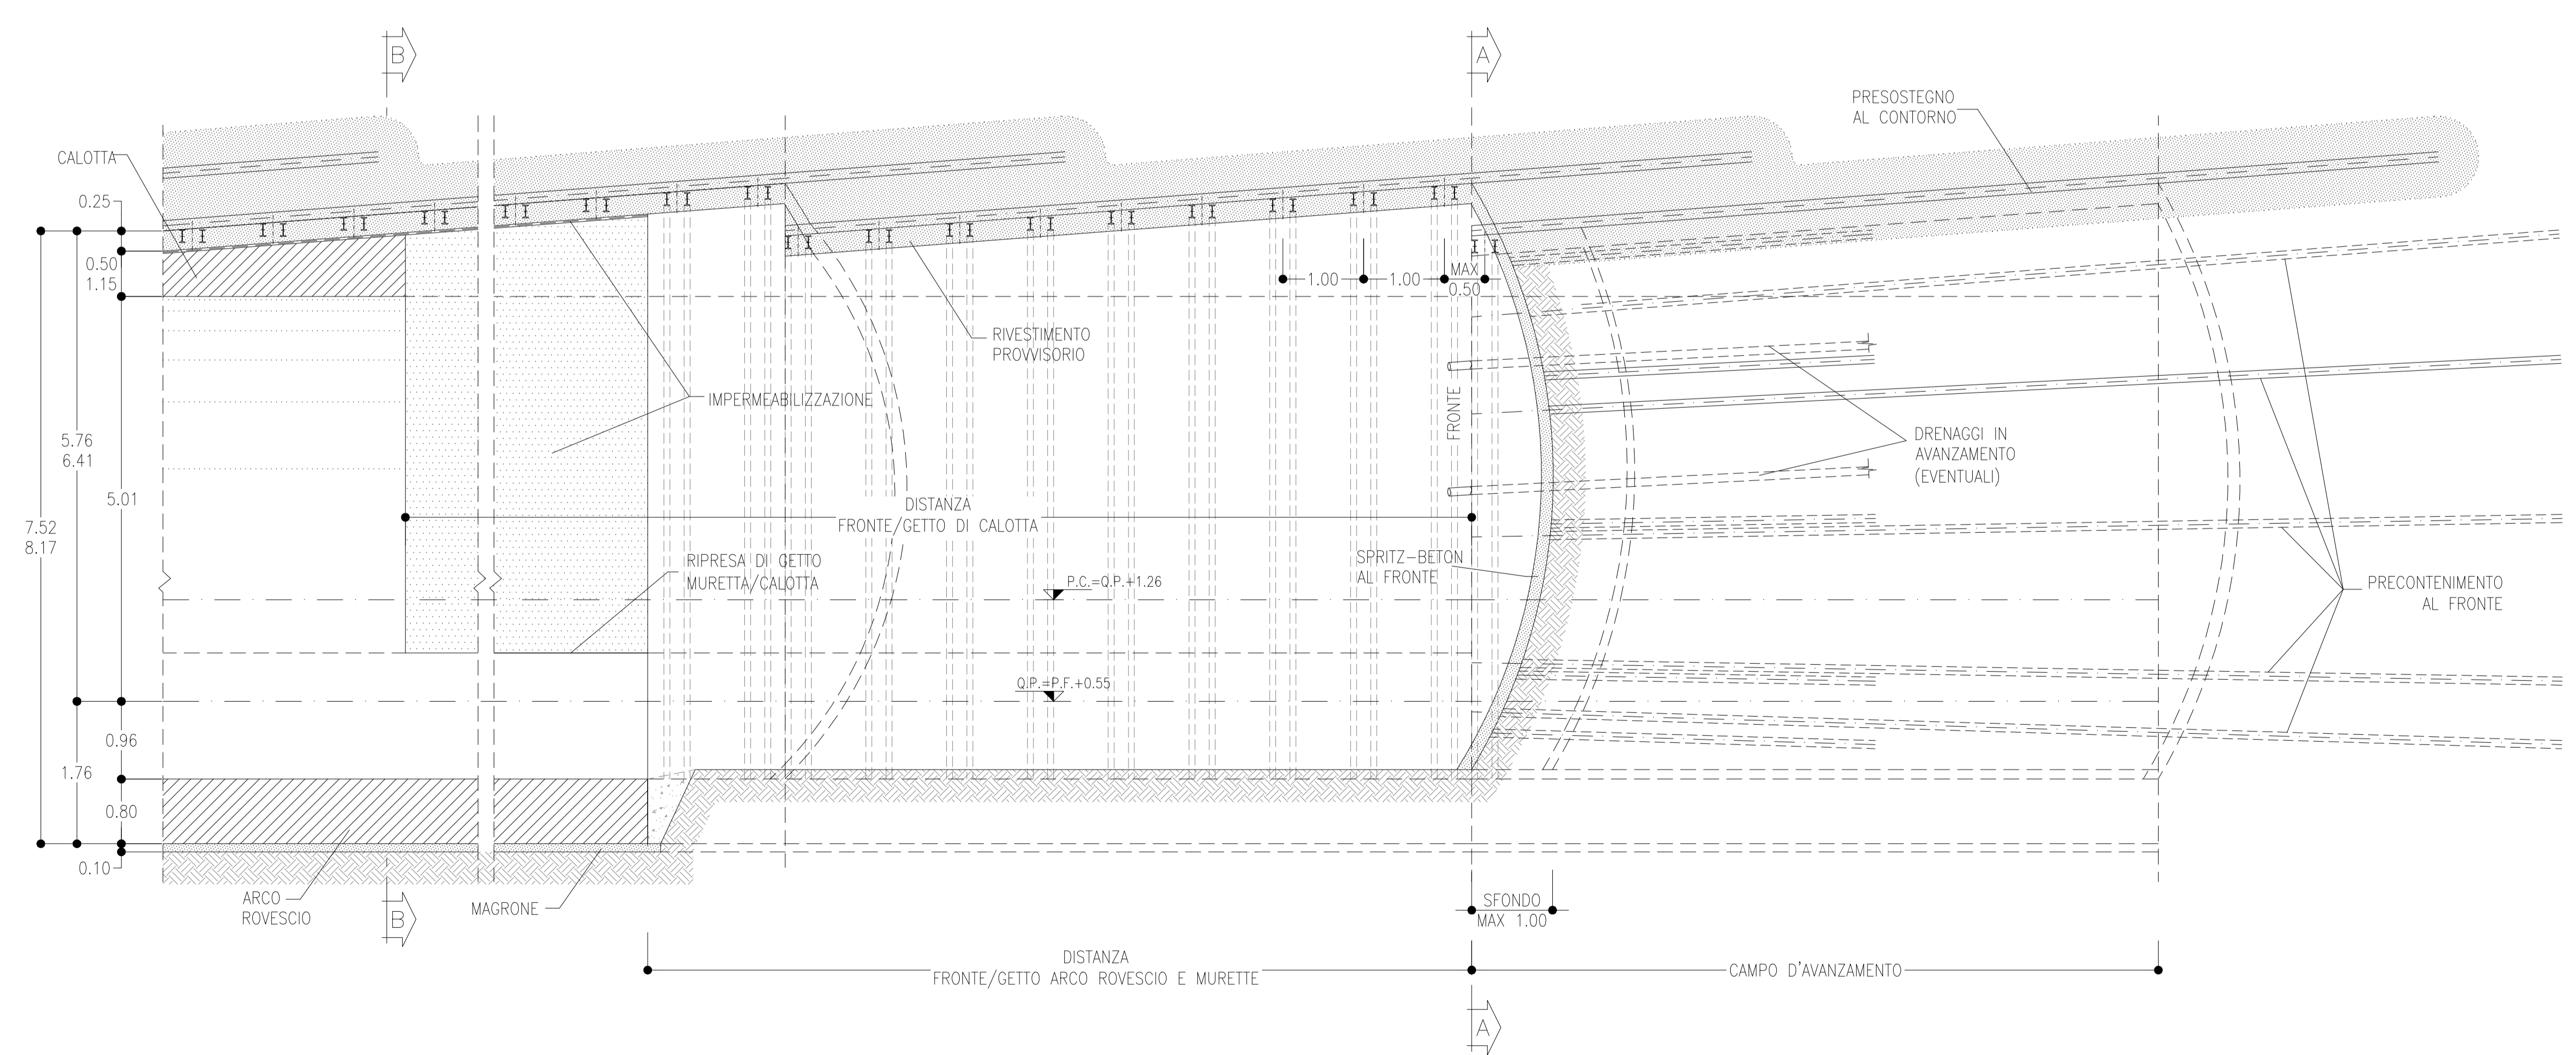 B
A
PRESOSTEGNO
AL CONTORNO
CALOTTA
0.25
0.50
1.15
1.00
1.00
MAX
0.50
RIVESTIMENTO
PROVVISORIO
IMPERMEABILIZZAZIONE
FRONTE
DRENAGGI IN
AVANZAMENTO
(EVENTUALI)
5.76
6.41
5.01
7.52
8.17
DISTANZA
FRONTE/GETTO DI CALOTTA
RIPRESA DI GETTO
MURETTA/CALOTTA
SPRITZ-BETON
AL FRONTE
P.C.=Q.P.+1.26
PRECONTENIMENTO
AL FRONTE
Q.P.=P.F.+0.55
0.96
1.76
0.80
0.10
ARCO
ROVESCIO
B
MAGRONE
SFONDO
MAX 1.00
DISTANZA
FRONTE/GETTO ARCO ROVESCIO E MURETTE
CAMPO D'AVANZAMENTO
A